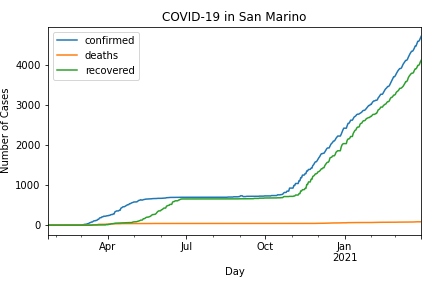 COVID-19 in San Marino
confirmed
deaths
recovered
Number of Cases
4000
3000
2000
1000
0
Apr
Jul
Oct
Jan
2021
Day